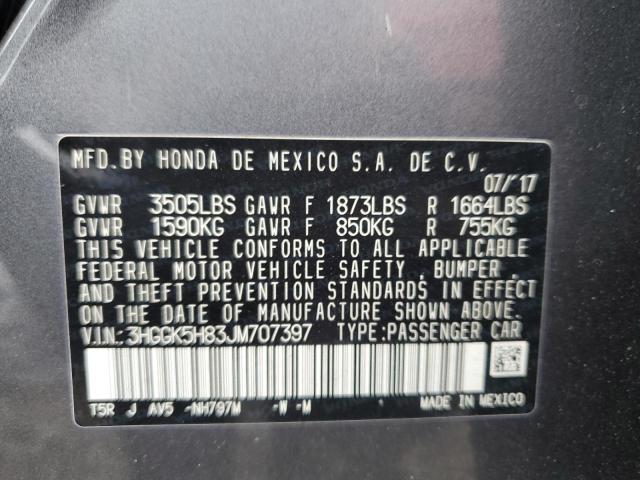 MFD.BY HONDA DE MEXICO S.A. DE C.V.
07/'17
GVWR 3505LBS GAWR F 1873LBS R 1664LBS
GVWR 1590KG GAWR F 850KG R 755KG
THIS VEHICLE CONFORMS TO ALL APPLICABLE
FEDERAL MOTOR VEHICLE SAFETY , BUMPER ,
AND THEFT PREVENTION STANDARDS IN EFFECT
ON THE DATE OF MANUFACTURE SHOWN ABOVE.
V.I.N.:3HGGK5H83JM707397 TYPE:PASSENGER CAR
T5R J AV5 -NH797M -W -M MADE IN MEXICO